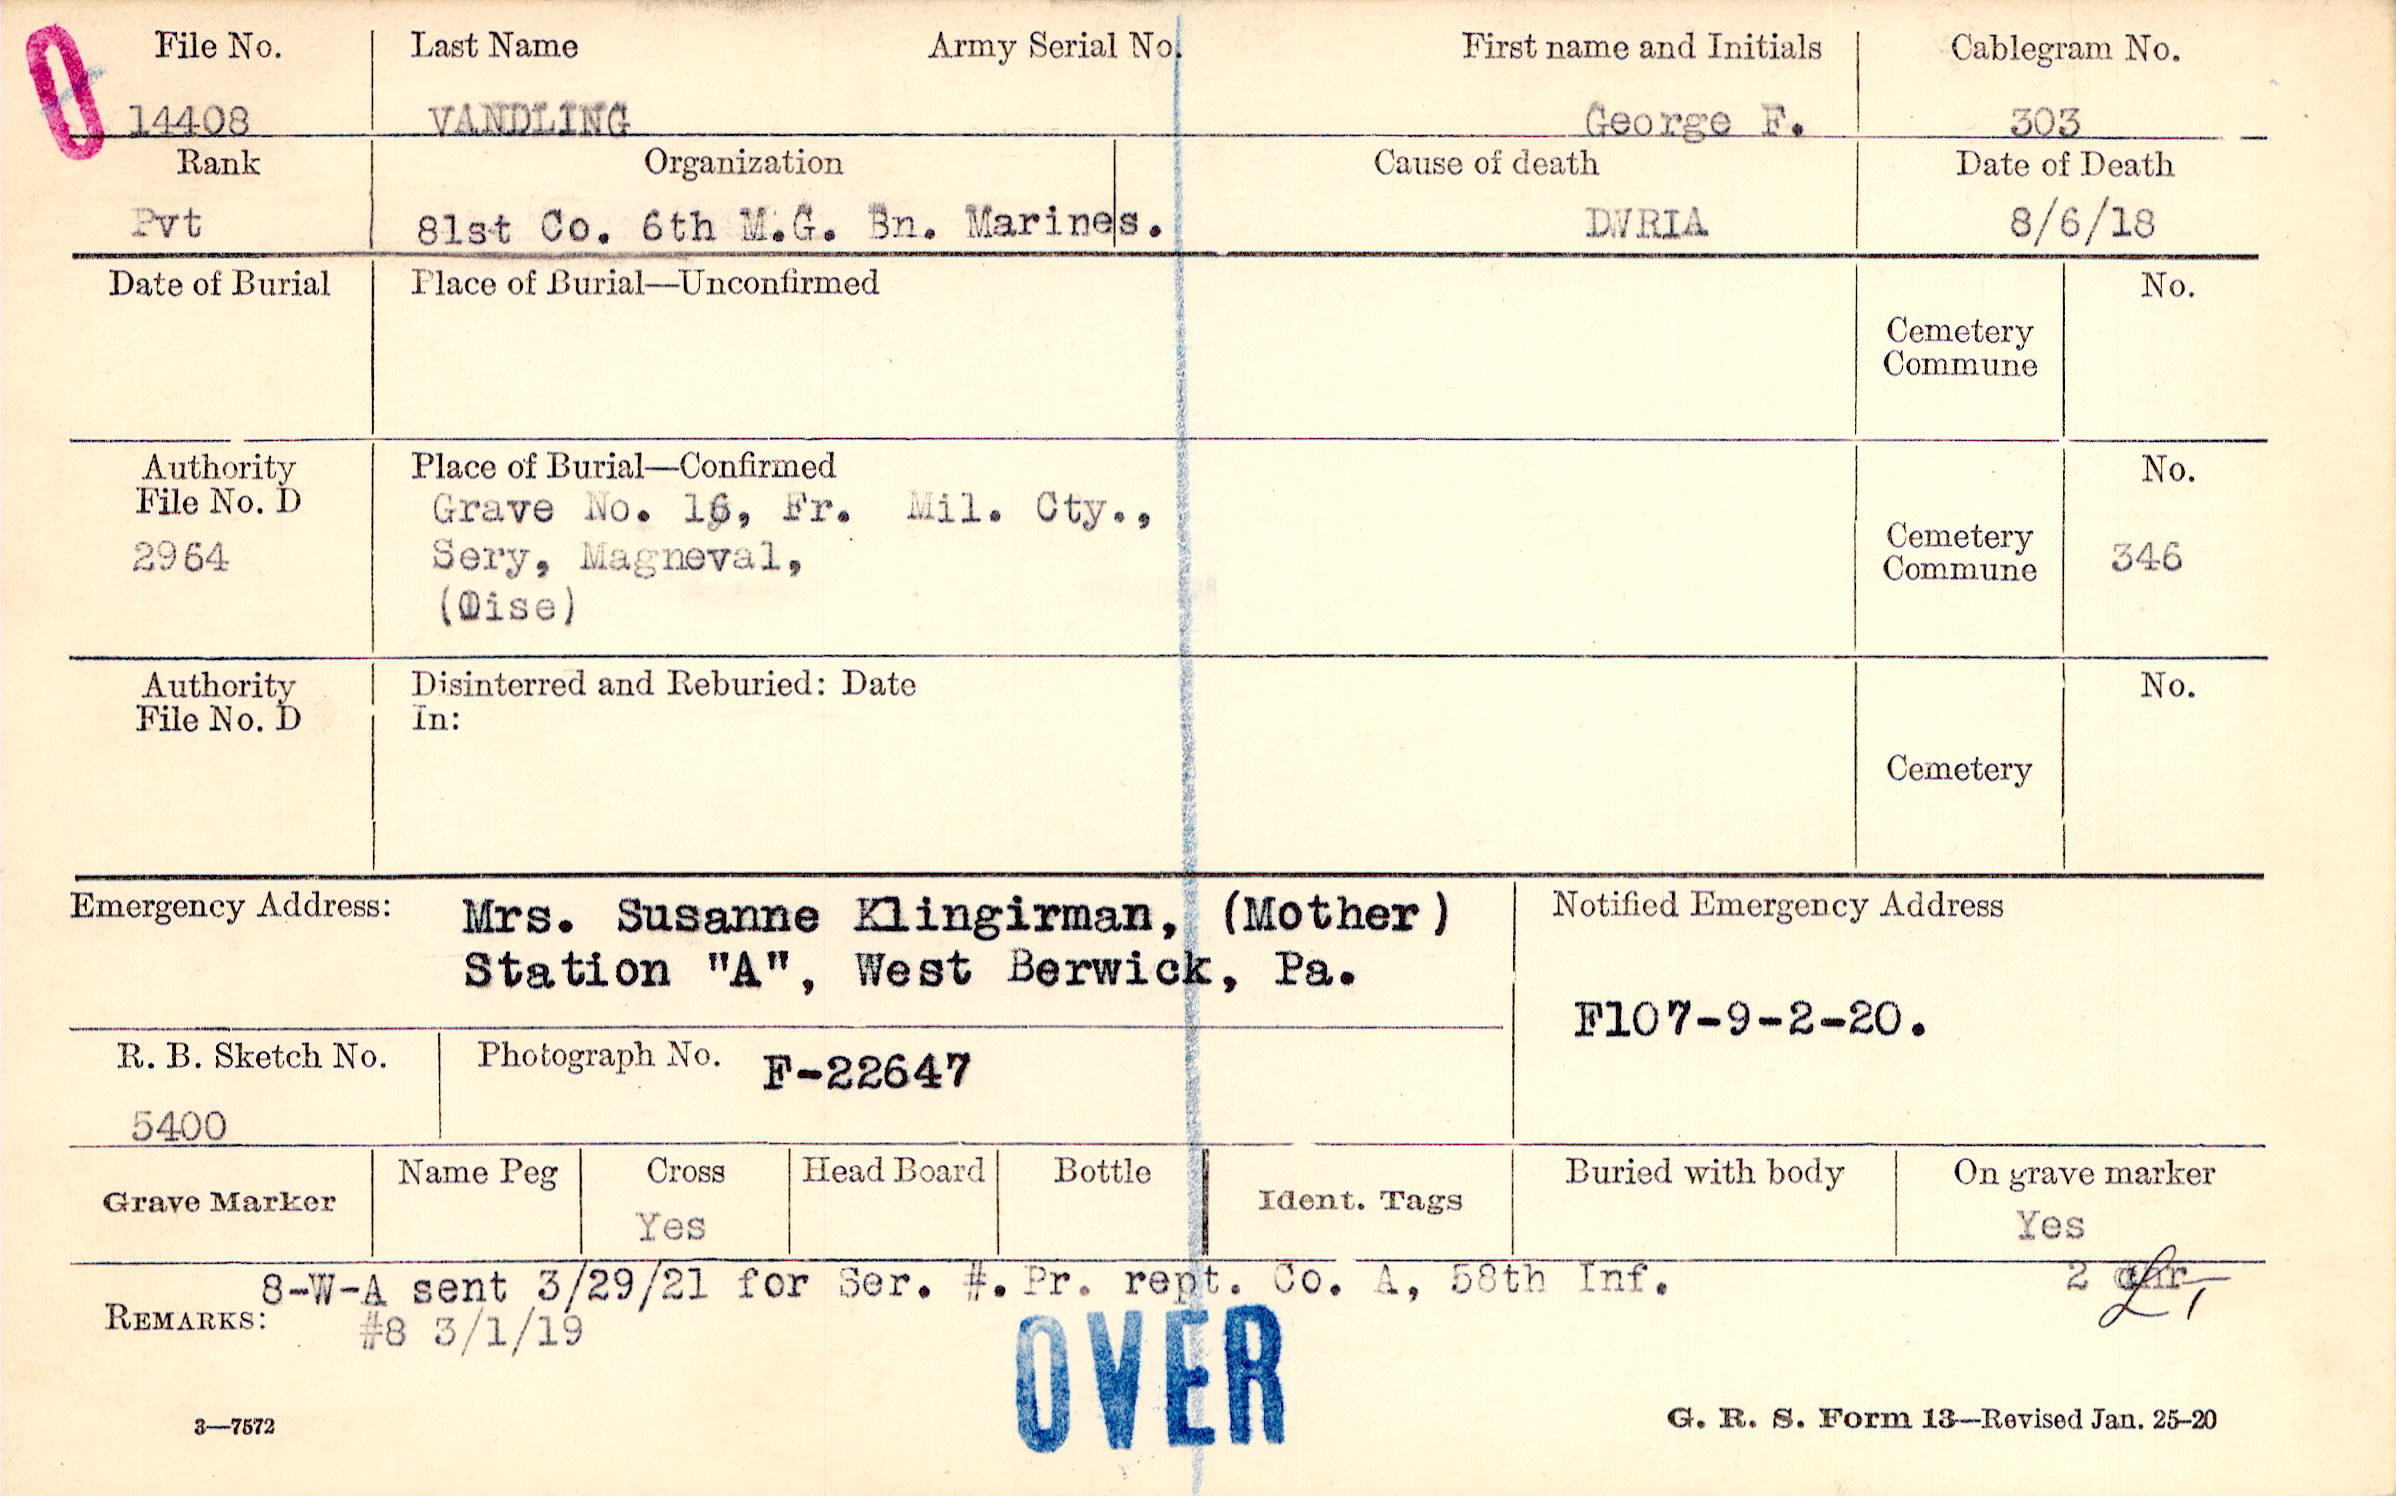 File No. Last Name Army Serial No. First name and Initials Cablegram No.
14408 VANDLING George F. 303
Rank Organization Cause of death Date of Death
Pvt 81st Co. 6th M.G. Bn. Marines. DWRIA 8/6/18
Date of Burial Place of Burial—Unconfirmed No.
Cemetery
Commune
Authority Place of Burial—Confirmed No.
File No. D Grave No. 16, Fr. Mil. Cty.,
2964 Sery, Magneval, Cemetery 346
Commune
(Oise)
Authority Disinterred and Reburied: Date No.
File No. D In:
Cemetery
Emergency Address: Mrs. Susanne Klingirman, (Mother) Notified Emergency Address
Station "A", West Berwick, Pa.
F107-9-2-20.
R. B. Sketch No. Photograph No. F-22647
5400
Grave Marker Name Peg Cross Head Board Bottle Ident. Tags Buried with body On grave marker
Yes Yes
8-W-A sent 3/29/21 for Ser. #. Pr. rept. Co. A, 58th Inf. 2
REMARKS: #8 3/1/19
OVER
3—7572 G. R. S. Form 13—Revised Jan. 25-20